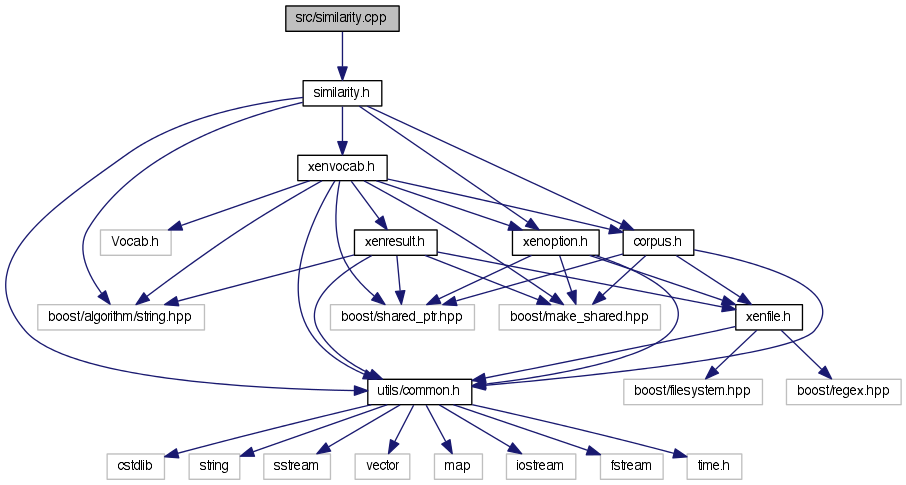 src/similarity.cpp
similarity.h
xenvocab.h
Vocab.h
xenresult.h
xenoption.h
corpus.h
boost/algorithm/string.hpp
boost/shared_ptr.hpp
boost/make_shared.hpp
xenfile.h
utils/common.h
boost/filesystem.hpp
boost/regex.hpp
cstdlib
string
sstream
vector
map
iostream
fstream
time.h